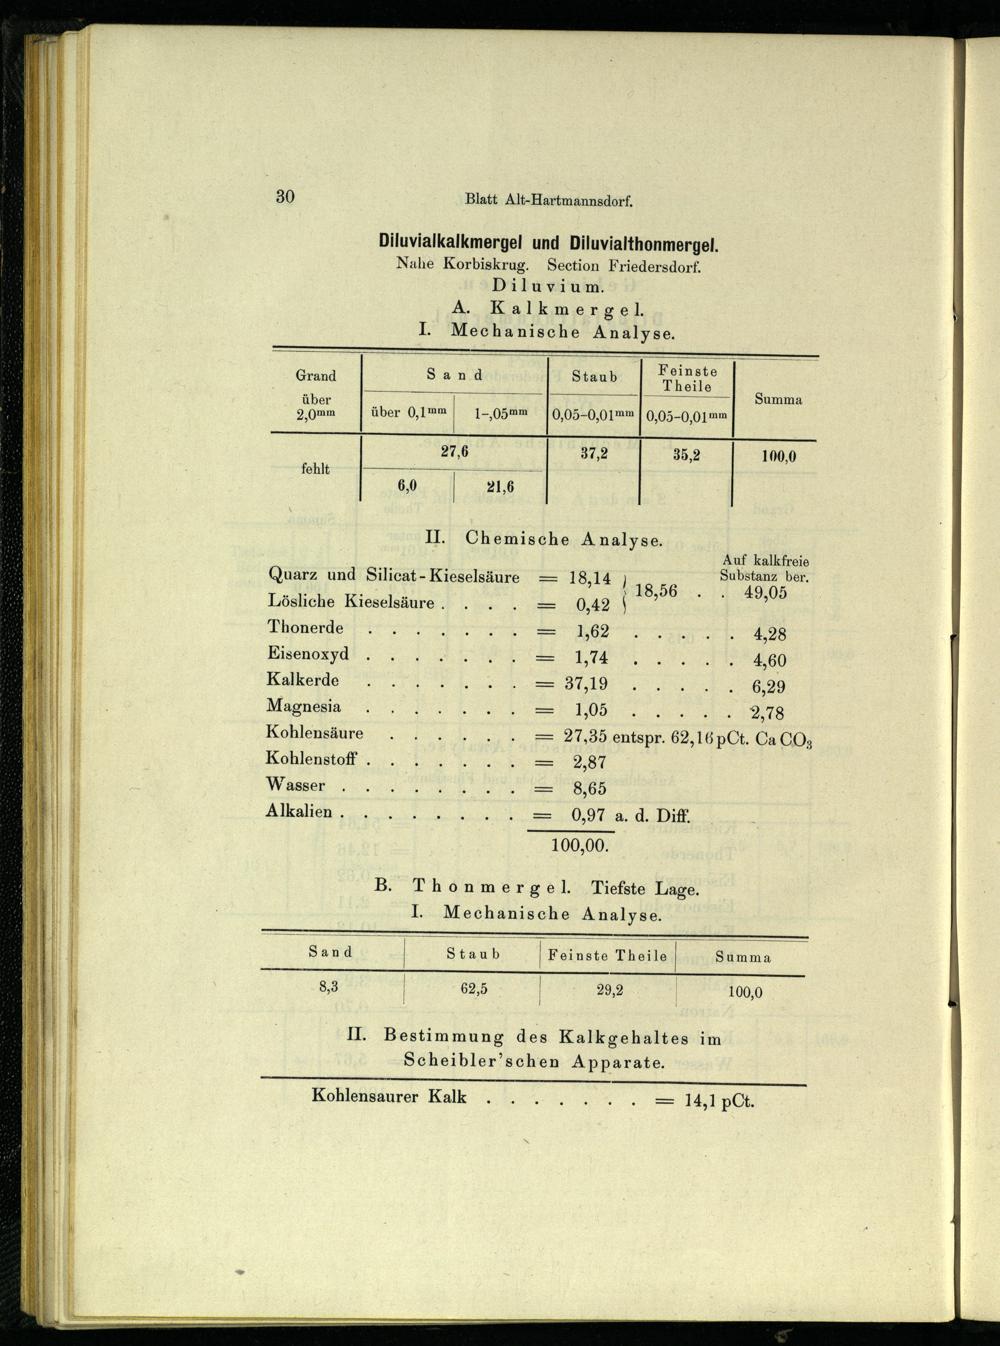 30
Blatt Alt-Hartmannsdorf.
Diluvialkalkmergel und Diluvialthonmergel.
Nahe Korbiskrug. Section Friedersdorf.
Diluvium.
A. Kalkmergel.
I. Mechanische Analyse.
Grand über 2,0mm | Sand | Staub | Feinste Theile | Summa
über 0,1mm | 1-,05mm | 0,05-0,01mm | 0,05-0,01mm
fehlt | 27,6 | 37,2 | 35,2 | 100,0
6,0 | 21,6
II. Chemische Analyse.
Auf kalkfreie
Substanz ber.
Quarz und Silicat-Kieselsäure = 18,14 } 18,56 . . 49,05
Lösliche Kieselsäure . . . . = 0,42
Thonerde . . . . . . . = 1,62 . . . . . 4,28
Eisenoxyd . . . . . . . = 1,74 . . . . . 4,60
Kalkerde . . . . . . . = 37,19 . . . . . 6,29
Magnesia . . . . . . . = 1,05 . . . . . 2,78
Kohlensäure . . . . . . = 27,35 entspr. 62,16 pCt. CaCO3
Kohlenstoff . . . . . . . = 2,87
Wasser . . . . . . . . = 8,65
Alkalien . . . . . . . . = 0,97 a. d. Diff.
100,00.
B. Thonmergel. Tiefste Lage.
I. Mechanische Analyse.
Sand | Staub | Feinste Theile | Summa
8,3 | 62,5 | 29,2 | 100,0
II. Bestimmung des Kalkgehaltes im
Scheibler'schen Apparate.
Kohlensaurer Kalk . . . . . . . = 14,1 pCt.